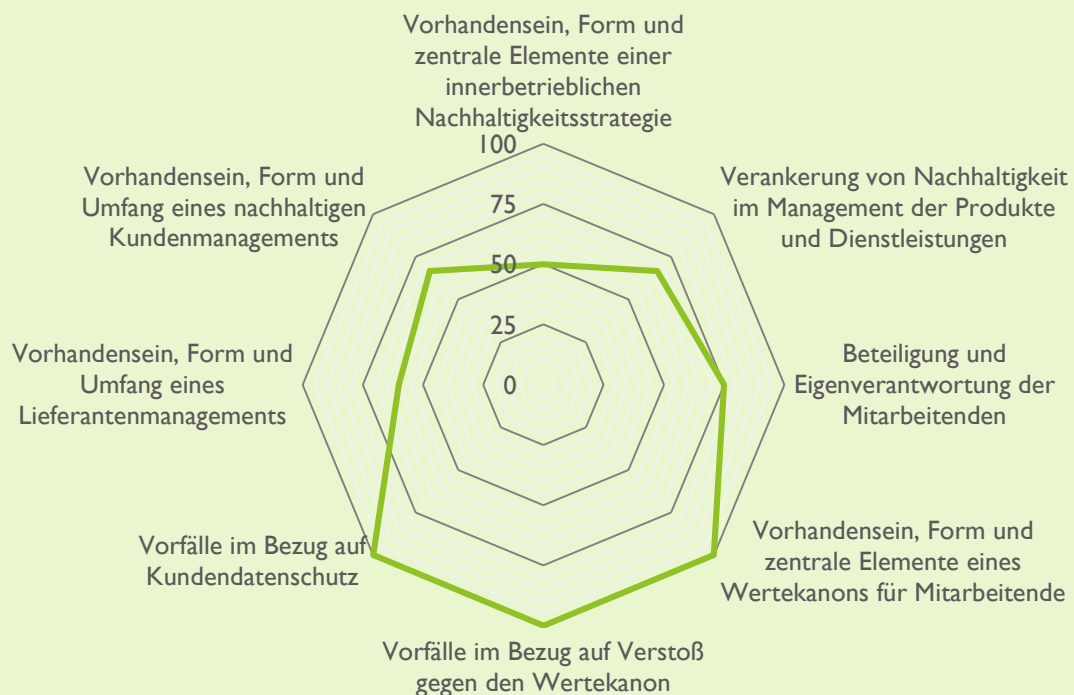 Vorhandensein, Form und
zentrale Elemente einer
innerbetrieblichen
Nachhaltigkeitsstrategie
Verankerung von Nachhaltigkeit
im Management der Produkte
und Dienstleistungen
Beteiligung und
Eigenverantwortung der
Mitarbeitenden
Vorhandensein, Form und
zentrale Elemente eines
Wertekanons für Mitarbeitende
Vorfälle im Bezug auf Verstoß
gegen den Wertekanon
Vorfälle im Bezug auf
Kundendatenschutz
Vorhandensein, Form und
Umfang eines
Lieferantenmanagements
Vorhandensein, Form und
Umfang eines nachhaltigen
Kundenmanagements
100
75
50
25
0